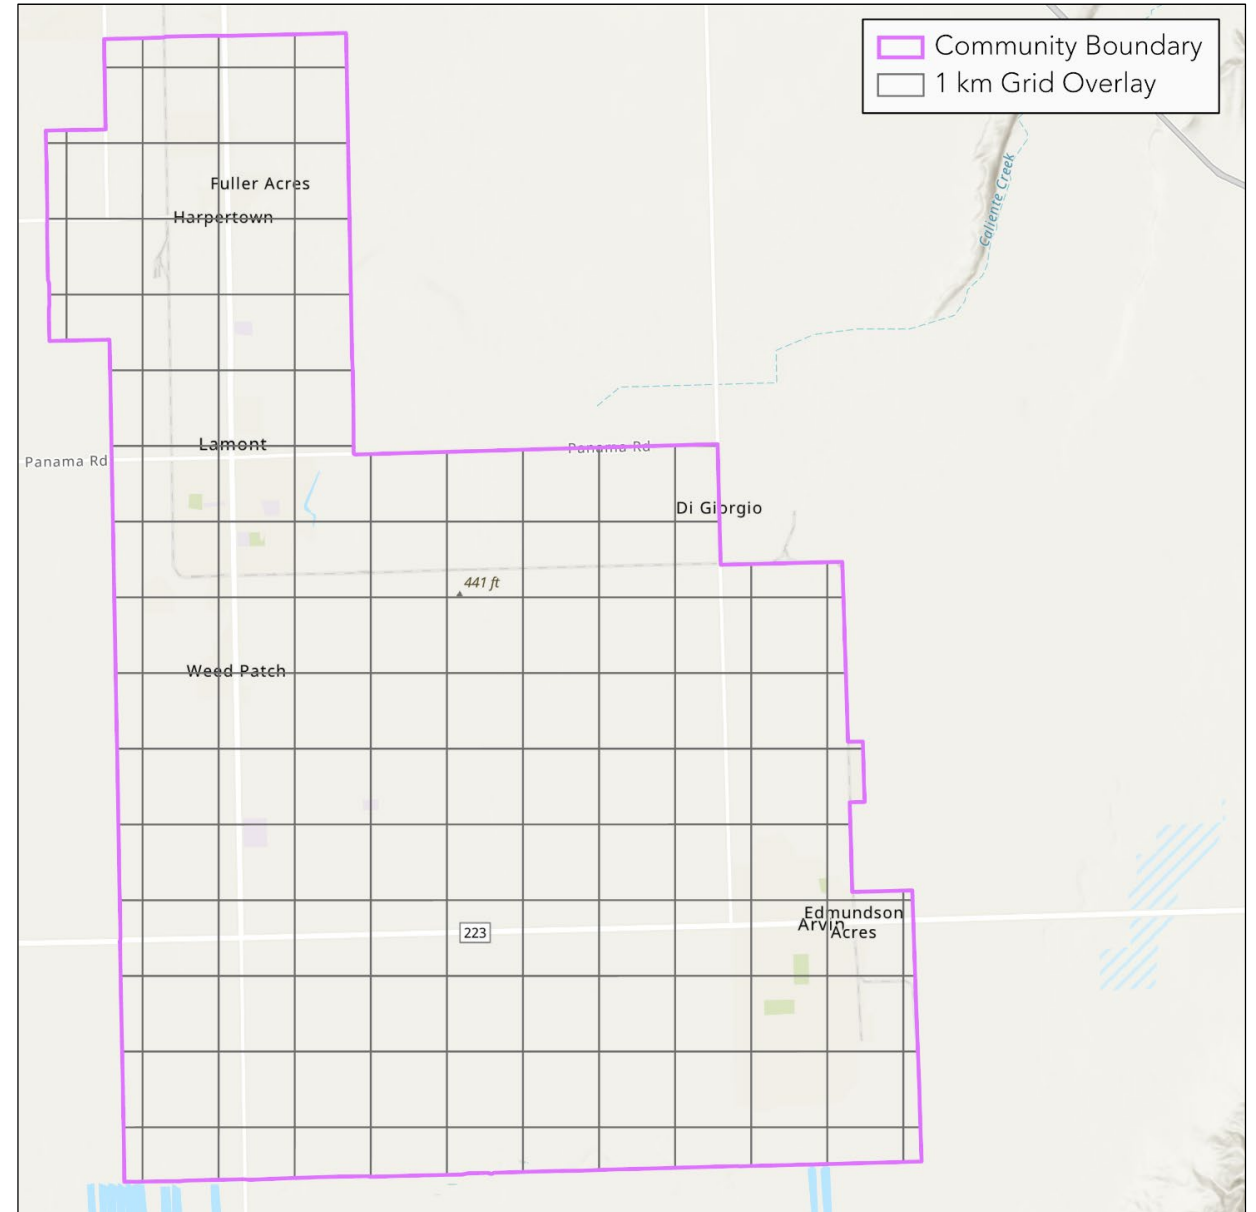 Community Boundary
1 km Grid Overlay
Caliente Creek
Fuller Acres
Harpertown
Lamont
Panama Rd
Panama Rd
Di Giorgio
441 ft
Weed Patch
Edmundson
Arvin
Acres
223